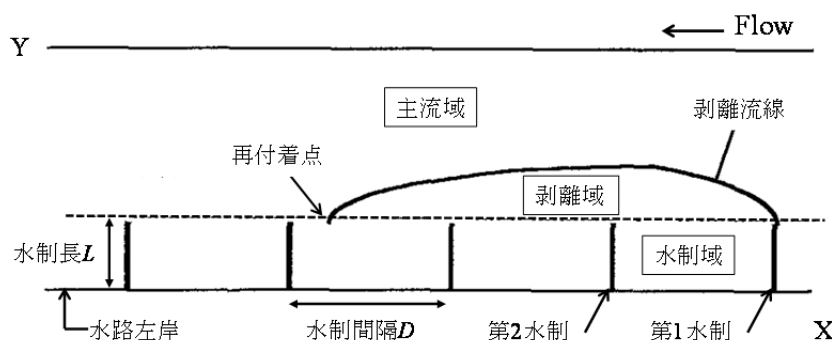 Y
Flow
主流域
剥離流線
再付着点
剥離域
水制長L
水制域
水路左岸
水制間隔D
第2水制
第1水制
X